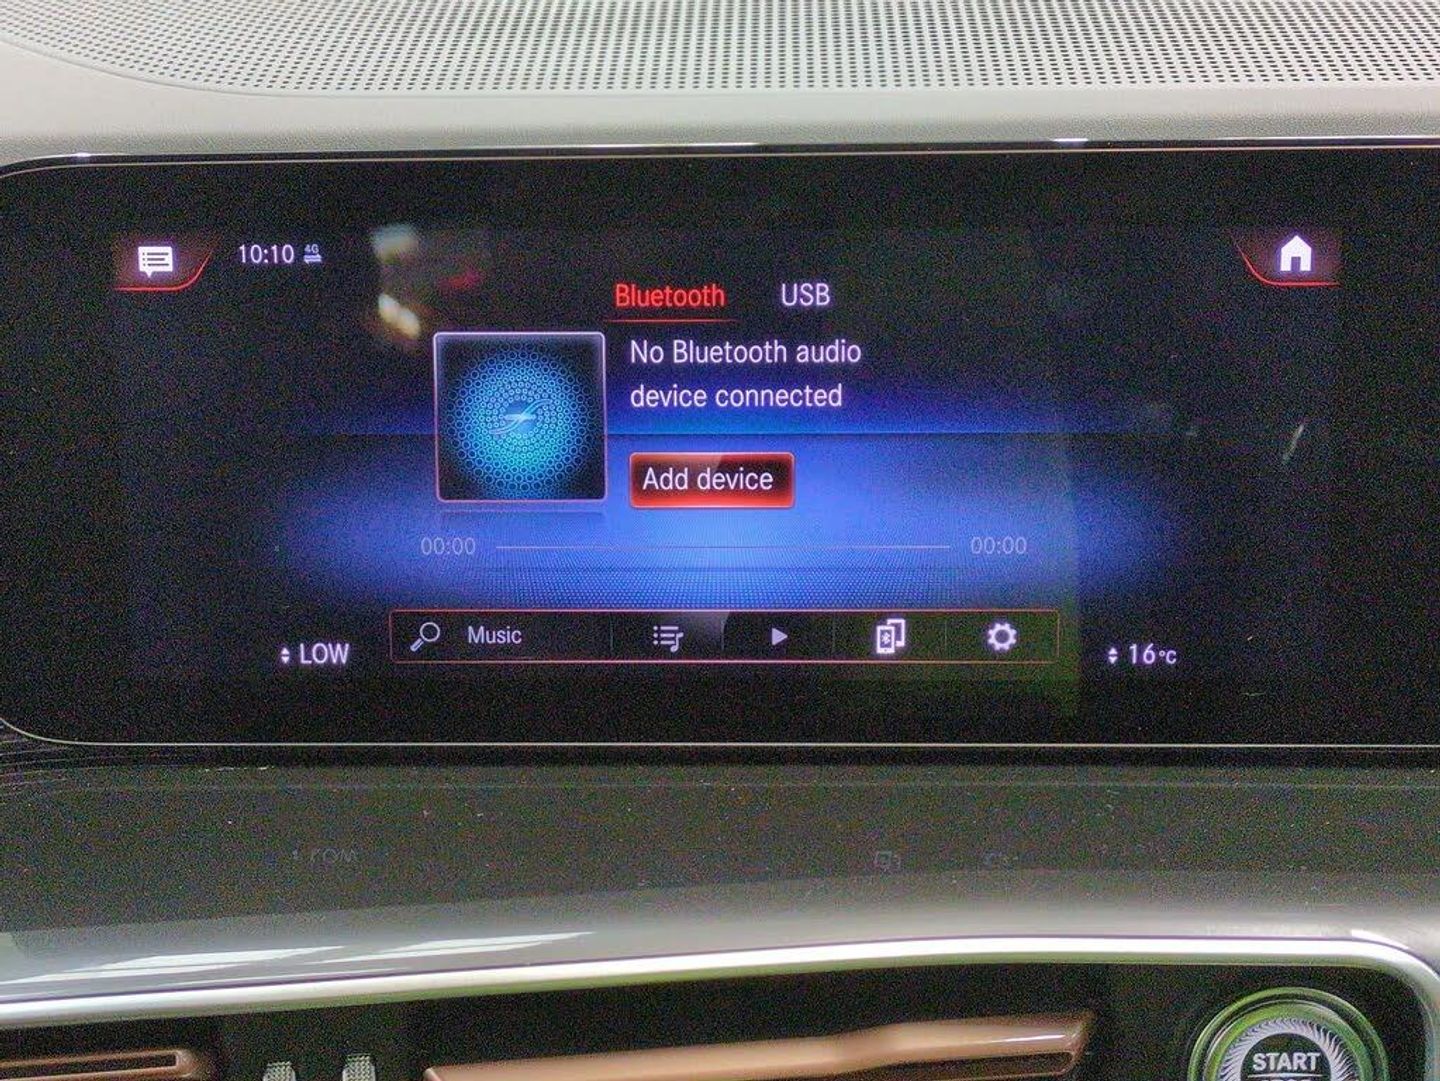 10:10 4G
Bluetooth USB
No Bluetooth audio
device connected
Add device
00:00 00:00
LOW Music 16°C
START